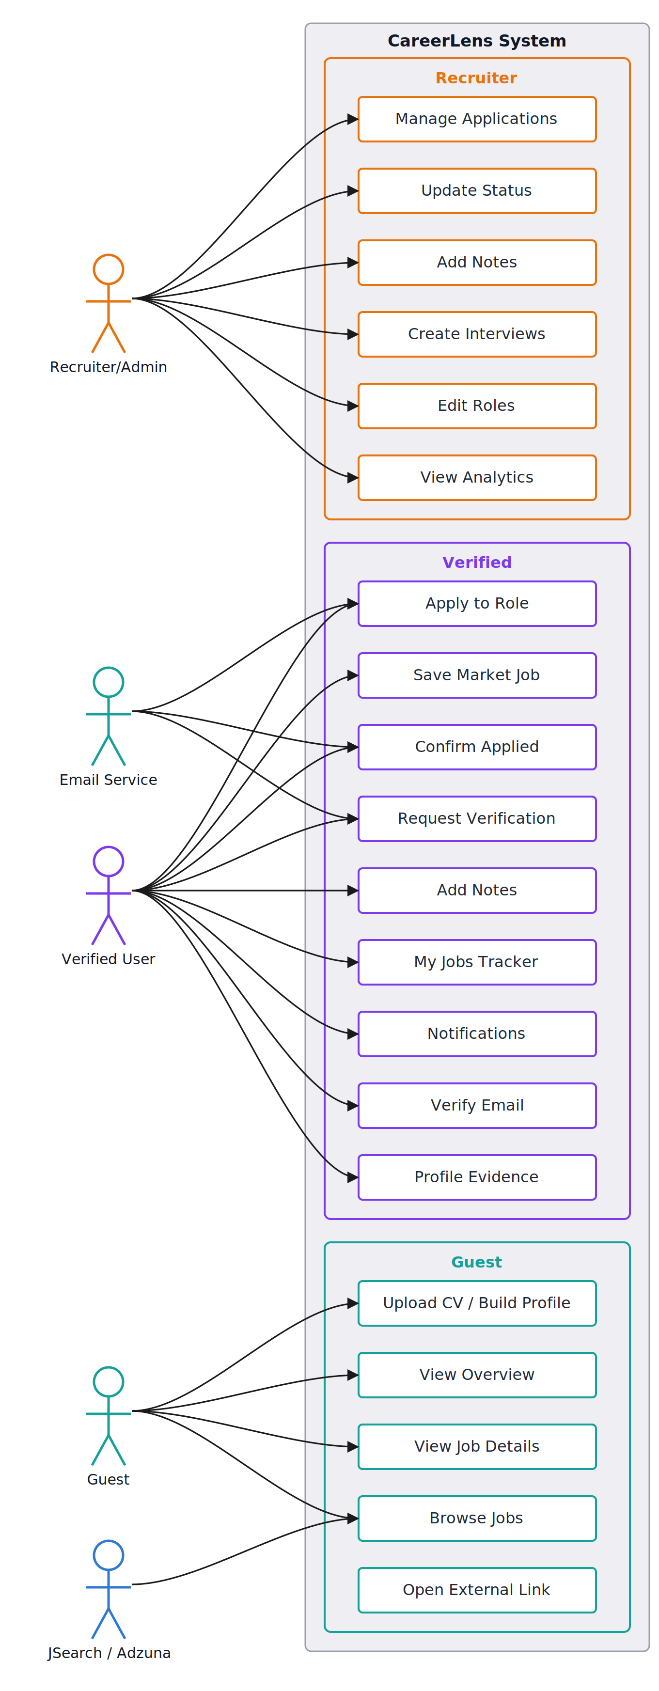 CareerLens System
Recruiter
Manage Applications
Update Status
Add Notes
Create Interviews
Edit Roles
View Analytics
Recruiter/Admin
Verified
Apply to Role
Save Market Job
Confirm Applied
Request Verification
Add Notes
My Jobs Tracker
Notifications
Verify Email
Profile Evidence
Email Service
Verified User
Guest
Upload CV / Build Profile
View Overview
View Job Details
Browse Jobs
Open External Link
Guest
JSearch / Adzuna